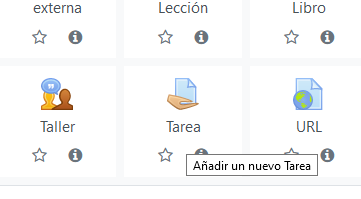 externa
Lección
Libro
Taller
Tarea
URL
Añadir un nuevo Tarea